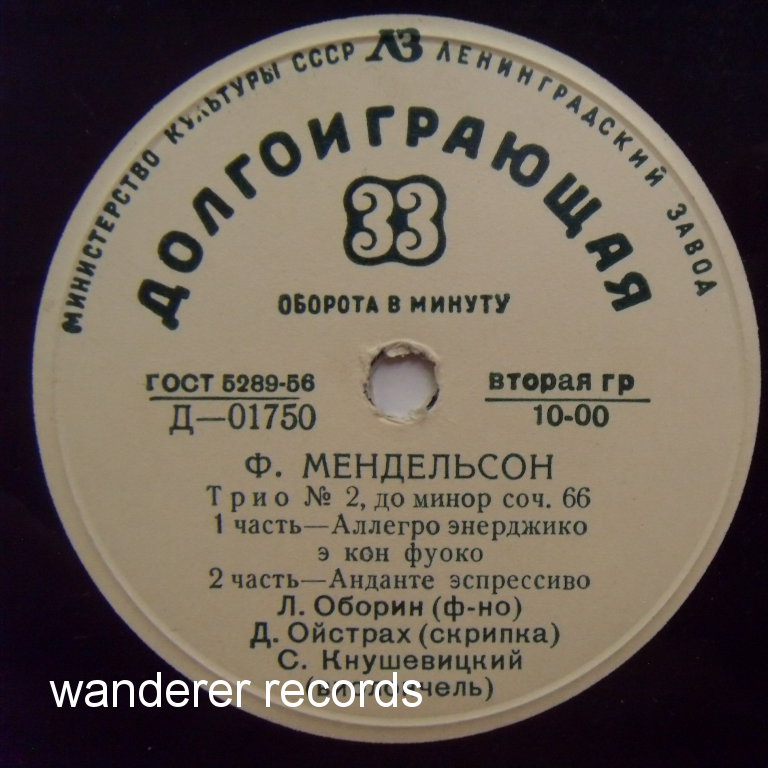 МИНИСТЕРСТВО КУЛЬТУРЫ СССР ЛЗ ЛЕНИНГРАДСКИЙ ЗАВОД
ДОЛГОИГРАЮЩАЯ
33
ОБОРОТА В МИНУТУ
ГОСТ 5289-56
Д—01750
вторая гр
10-00
Ф. МЕНДЕЛЬСОН
Трио № 2, до минор соч. 66
1 часть—Аллегро энерджико
э кон фуоко
2 часть—Анданте эспрессиво
Л. Оборин (ф-но)
Д. Ойстрах (скрипка)
С. Кнушевицкий
(виолончель)
wanderer records